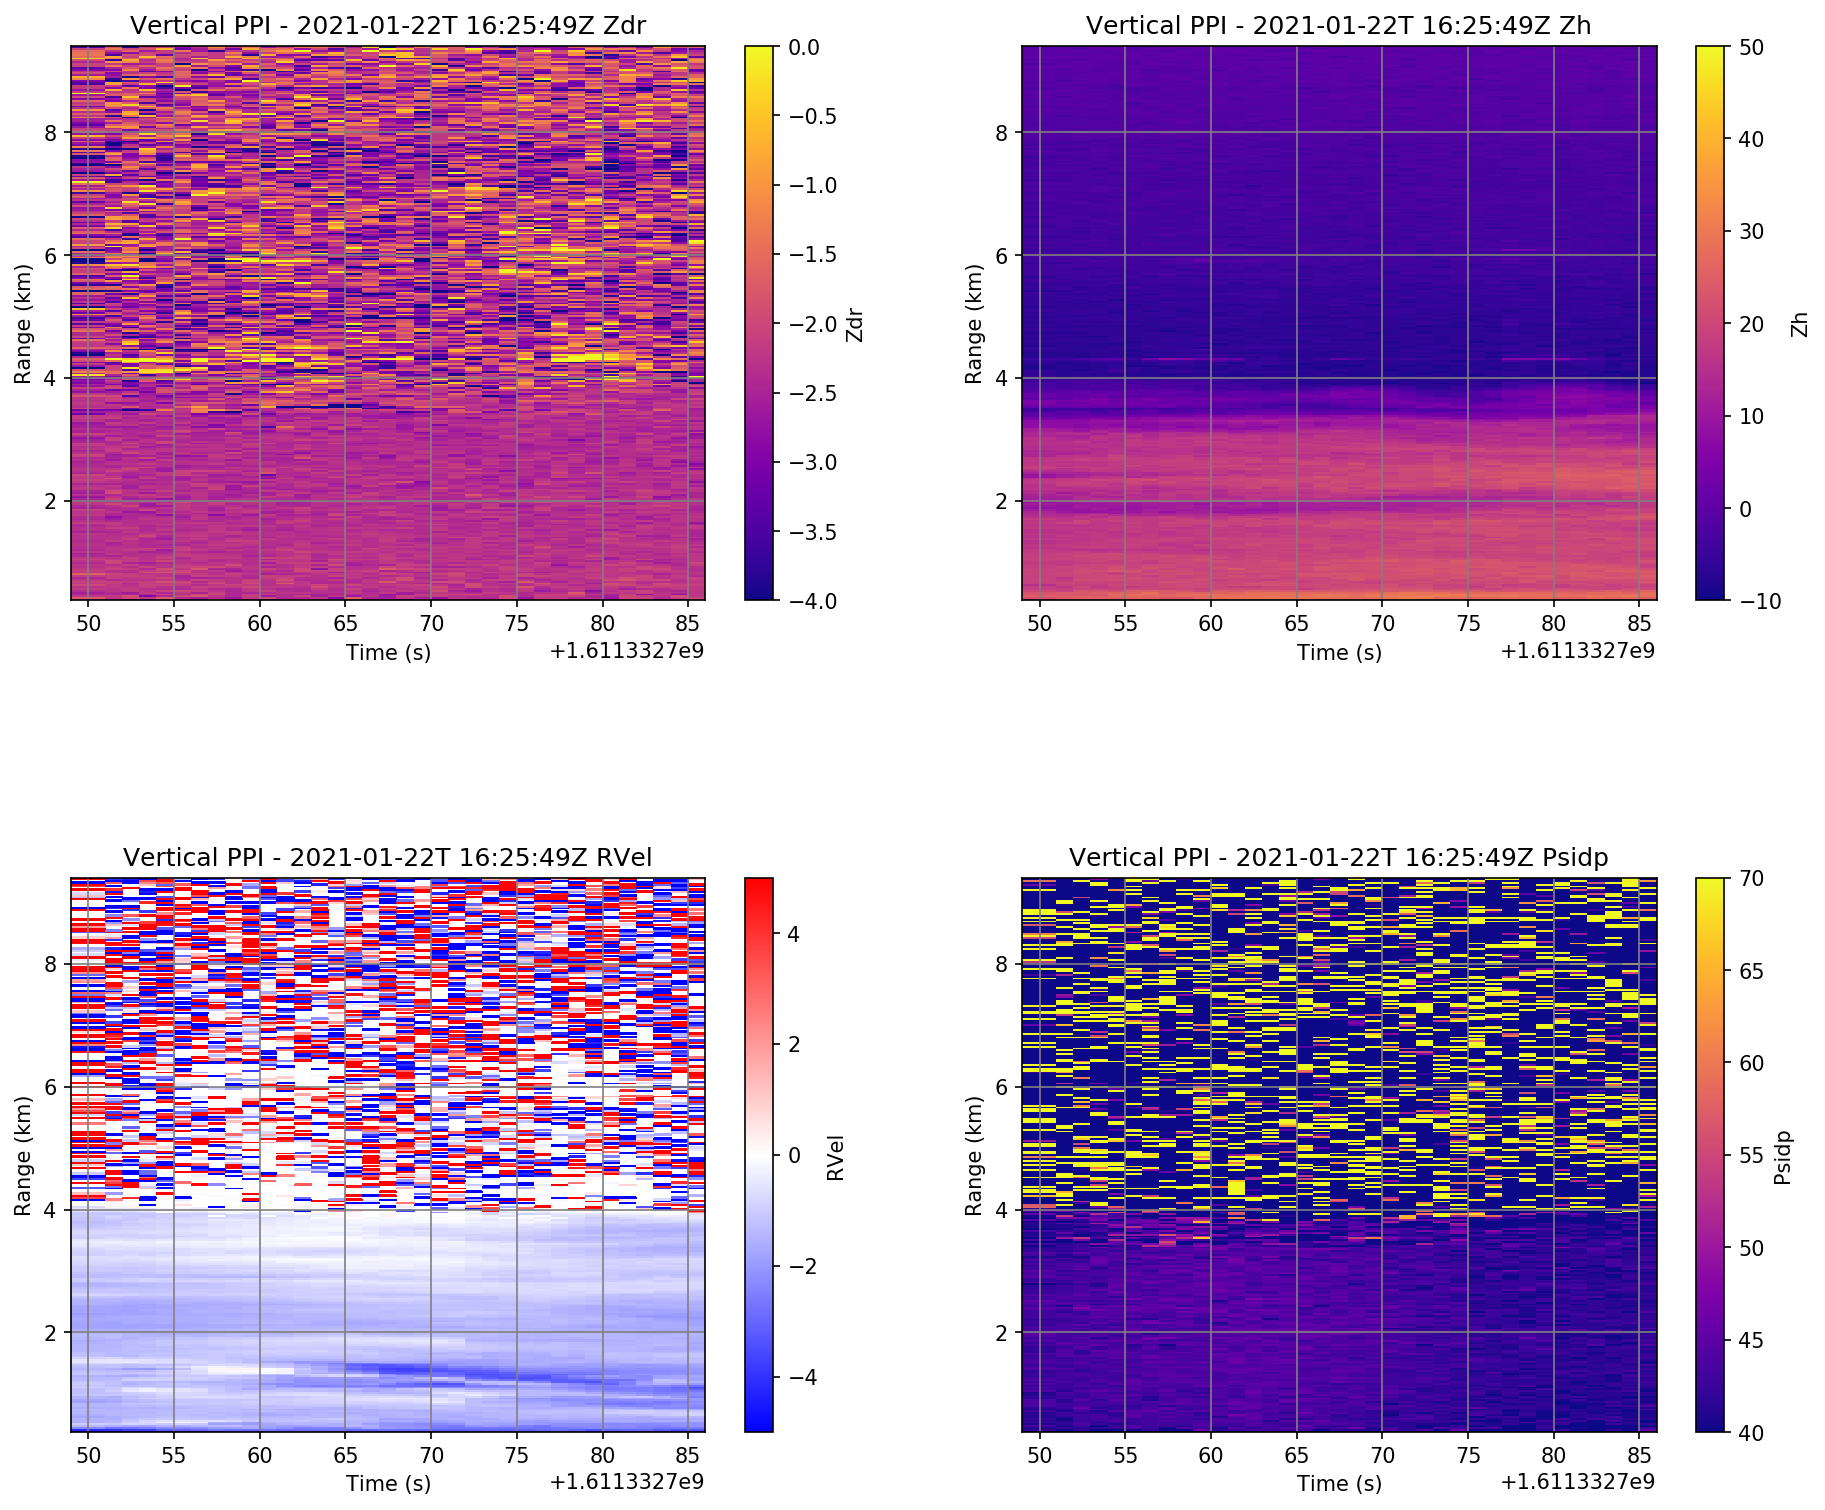 Vertical PPI - 2021-01-22T 16:25:49Z Zdr
8
6
4
2
Range (km)
50 55 60 65 70 75 80 85
Time (s)
+1.6113327e9
0.0
−0.5
−1.0
−1.5
−2.0
−2.5
−3.0
−3.5
−4.0
Zdr
Vertical PPI - 2021-01-22T 16:25:49Z Zh
8
6
4
2
Range (km)
50 55 60 65 70 75 80 85
Time (s)
+1.6113327e9
50
40
30
20
10
0
−10
Zh
Vertical PPI - 2021-01-22T 16:25:49Z RVel
8
6
4
2
Range (km)
50 55 60 65 70 75 80 85
Time (s)
+1.6113327e9
4
2
0
−2
−4
RVel
Vertical PPI - 2021-01-22T 16:25:49Z Psidp
8
6
4
2
Range (km)
50 55 60 65 70 75 80 85
Time (s)
+1.6113327e9
70
65
60
55
50
45
40
Psidp